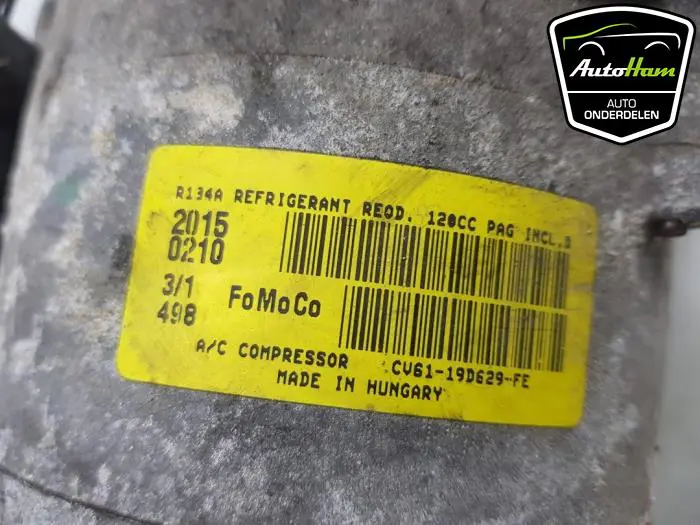 AutoHam
AUTO
ONDERDELEN
R134A REFRIGERANT REQD. 120CC PAG INCL.D
2015
0210
3/1
498
FoMoCo
A/C COMPRESSOR CV61-19D629-FE
MADE IN HUNGARY